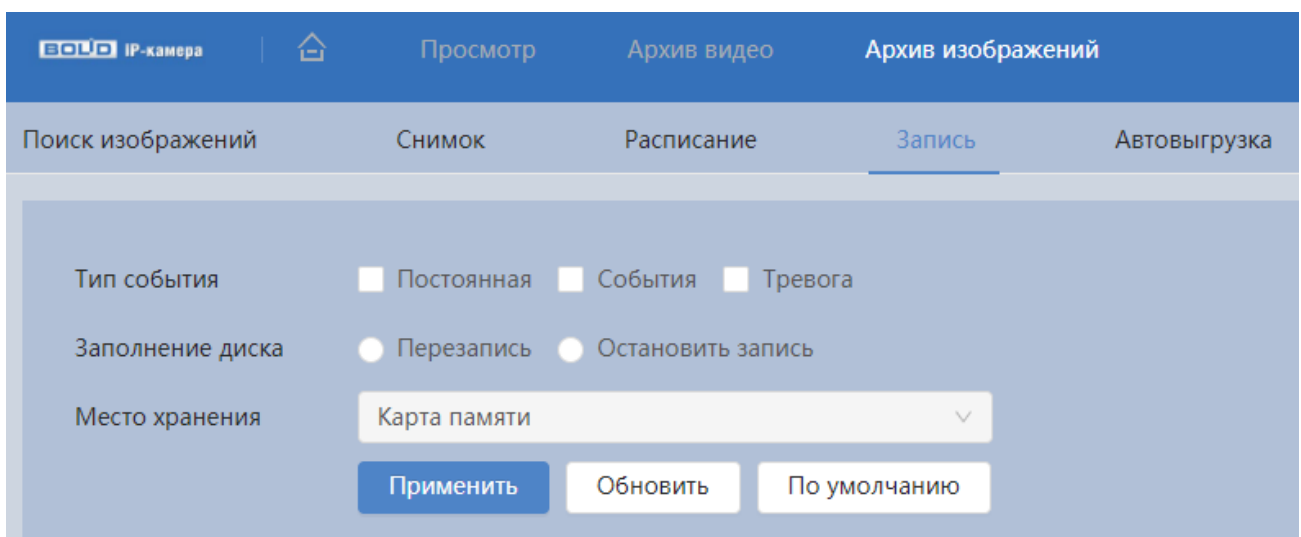 BOLID IP-камера Просмотр Архив видео Архив изображений
Поиск изображений Снимок Расписание Запись Автовыгрузка
Тип события Постоянная События Тревога
Заполнение диска Перезапись Остановить запись
Место хранения Карта памяти
Применить Обновить По умолчанию